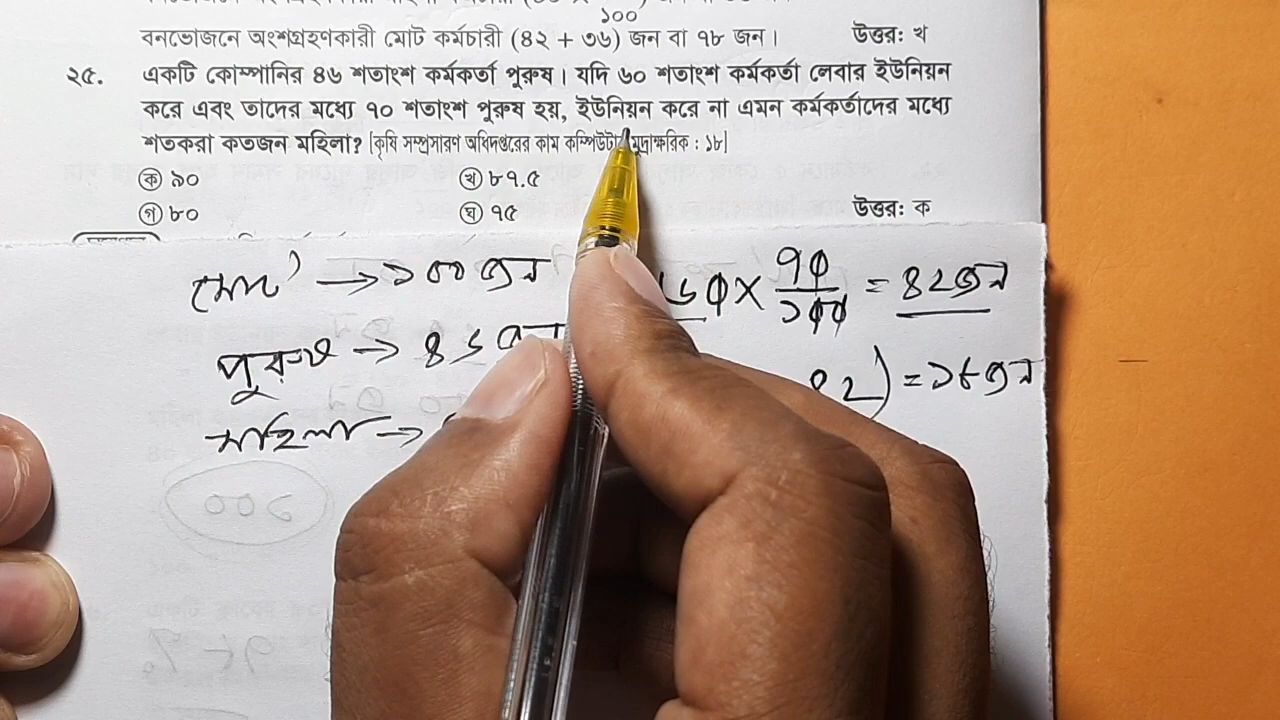 ১০০
বনভোজনে অংশগ্রহণকারী মোট কর্মচারী (৪২ + ৩৬) জন বা ৭৮ জন। উত্তর: খ
২৫. একটি কোম্পানির ৪৬ শতাংশ কর্মকর্তা পুরুষ। যদি ৬০ শতাংশ কর্মকর্তা লেবার ইউনিয়ন
করে এবং তাদের মধ্যে ৭০ শতাংশ পুরুষ হয়, ইউনিয়ন করে না এমন কর্মকর্তাদের মধ্যে
শতকরা কতজন মহিলা? [কৃষি সম্প্রসারণ অধিদপ্তরের কাম মুদ্রাক্ষরিক : ১৮]
ক ৯০ খ ৮৭.৫
গ ৮০ ঘ ৭৫ উত্তর: ক
মোট → ১০০ জন ৬০ × ৭০/১০০ = ৪২ জন
পুরুষ → ৪৬ জন ৪২) = ১৮ জন
মহিলা →